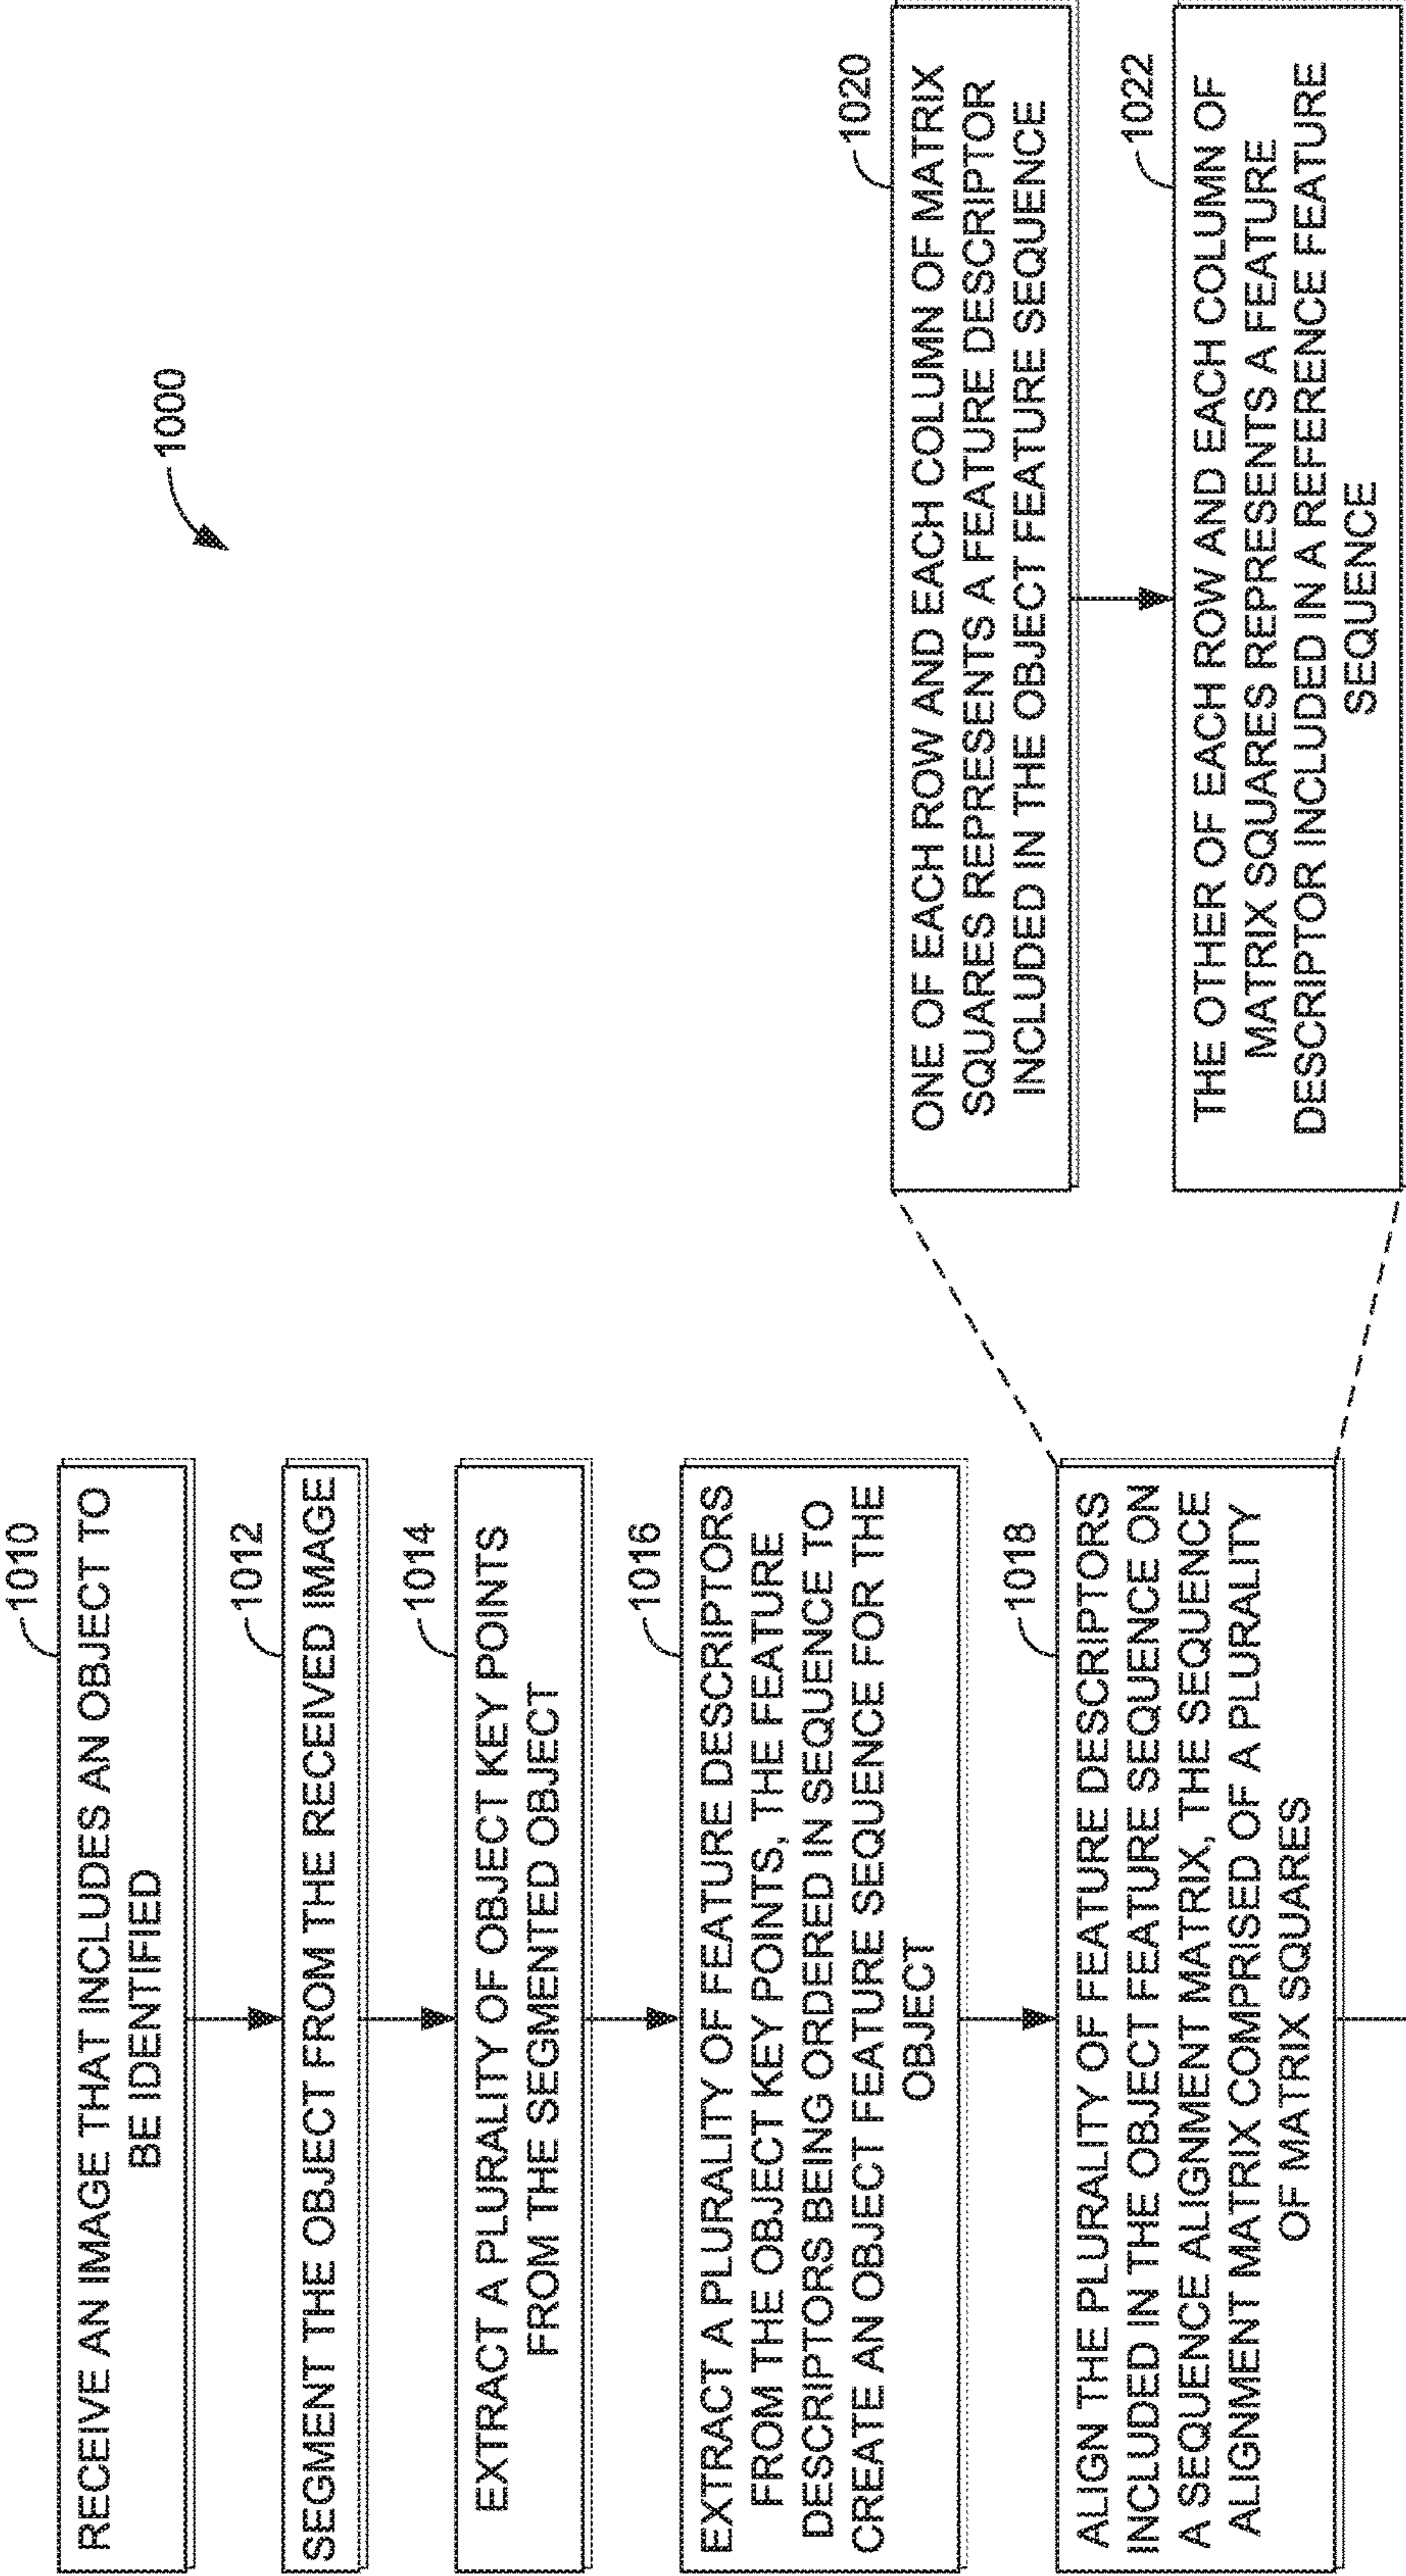 1000
1010
RECEIVE AN IMAGE THAT INCLUDES AN OBJECT TO
BE IDENTIFIED
1012
SEGMENT THE OBJECT FROM THE RECEIVED IMAGE
1014
EXTRACT A PLURALITY OF OBJECT KEY POINTS
FROM THE SEGMENTED OBJECT
1016
EXTRACT A PLURALITY OF FEATURE DESCRIPTORS
FROM THE OBJECT KEY POINTS, THE FEATURE
DESCRIPTORS BEING ORDERED IN SEQUENCE TO
CREATE AN OBJECT FEATURE SEQUENCE FOR THE
OBJECT
1018
ALIGN THE PLURALITY OF FEATURE DESCRIPTORS
INCLUDED IN THE OBJECT FEATURE SEQUENCE ON
A SEQUENCE ALIGNMENT MATRIX, THE SEQUENCE
ALIGNMENT MATRIX COMPRISED OF A PLURALITY
OF MATRIX SQUARES
1020
ONE OF EACH ROW AND EACH COLUMN OF MATRIX
SQUARES REPRESENTS A FEATURE DESCRIPTOR
INCLUDED IN THE OBJECT FEATURE SEQUENCE
1022
THE OTHER OF EACH ROW AND EACH COLUMN OF
MATRIX SQUARES REPRESENTS A FEATURE
DESCRIPTOR INCLUDED IN A REFERENCE FEATURE
SEQUENCE